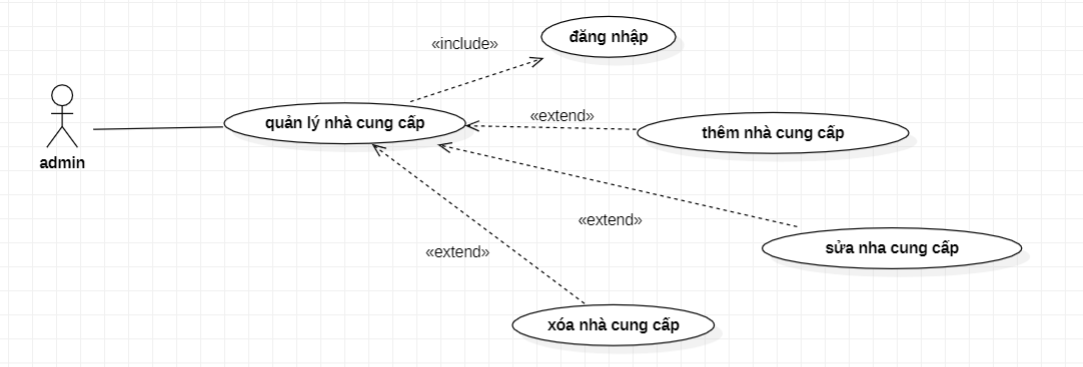 đăng nhập
«include»
quản lý nhà cung cấp
«extend»
thêm nhà cung cấp
admin
«extend»
sửa nha cung cấp
«extend»
xóa nhà cung cấp